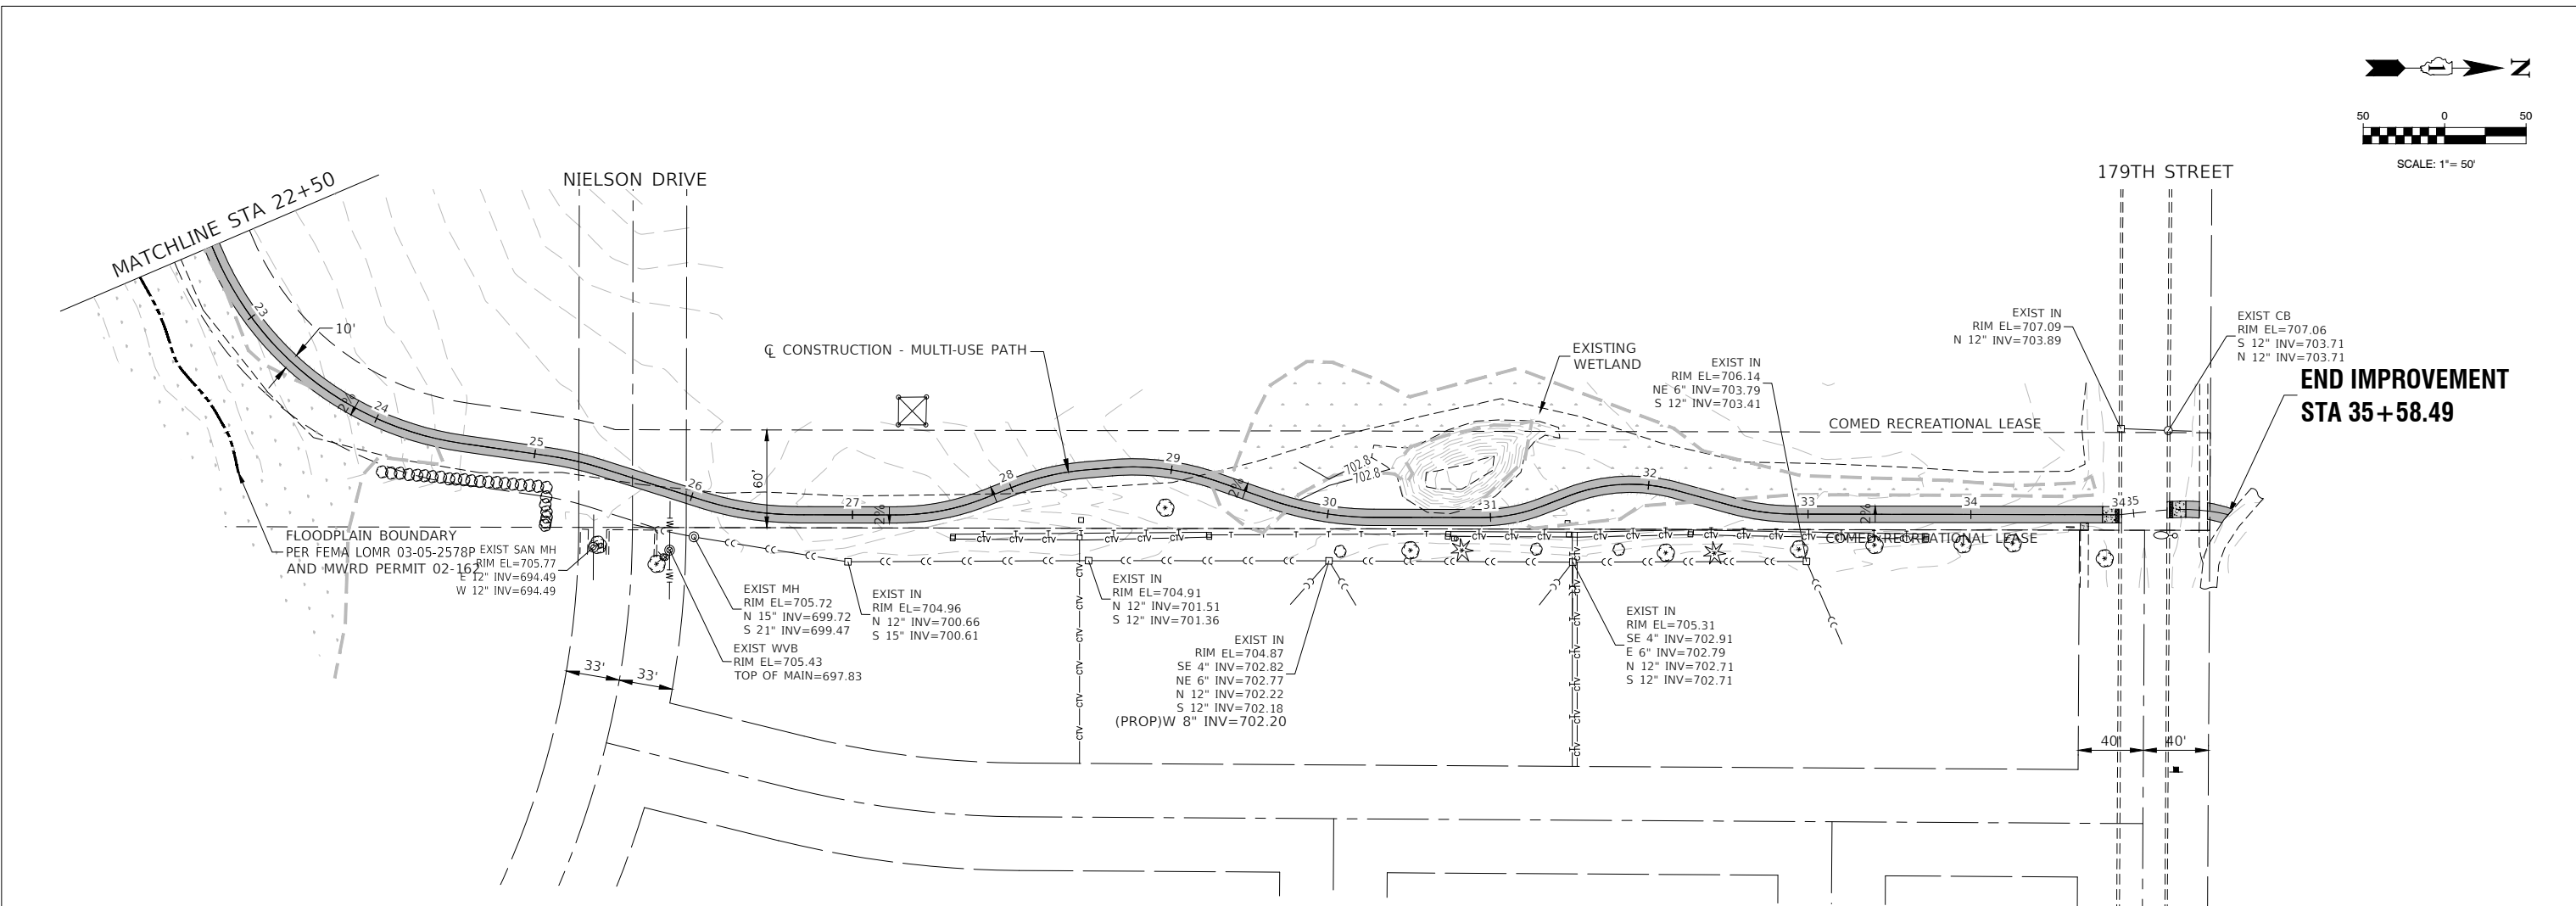 N
1
50 0 50
SCALE: 1"= 50'
MATCHLINE STA 22+50
NIELSON DRIVE
179TH STREET
23
10'
2%
24
25
26
27
2%
28
29
2%
30
31
32
33
2%
34
34
35
60'
℄ CONSTRUCTION - MULTI-USE PATH
EXISTING
WETLAND
702.8
702.8
EXIST IN
RIM EL=706.14
NE 6" INV=703.79
S 12" INV=703.41
EXIST IN
RIM EL=707.09
N 12" INV=703.89
EXIST CB
RIM EL=707.06
S 12" INV=703.71
N 12" INV=703.71
END IMPROVEMENT
STA 35+58.49
COMED RECREATIONAL LEASE
COMED RECREATIONAL LEASE
FLOODPLAIN BOUNDARY
PER FEMA LOMR 03-05-2578P
AND MWRD PERMIT 02-162
EXIST SAN MH
RIM EL=705.77
E 12" INV=694.49
W 12" INV=694.49
EXIST MH
RIM EL=705.72
N 15" INV=699.72
S 21" INV=699.47
EXIST WVB
RIM EL=705.43
TOP OF MAIN=697.83
EXIST IN
RIM EL=704.96
N 12" INV=700.66
S 15" INV=700.61
EXIST IN
RIM EL=704.91
N 12" INV=701.51
S 12" INV=701.36
EXIST IN
RIM EL=704.87
SE 4" INV=702.82
NE 6" INV=702.77
N 12" INV=702.22
S 12" INV=702.18
(PROP)W 8" INV=702.20
EXIST IN
RIM EL=705.31
SE 4" INV=702.91
E 6" INV=702.79
N 12" INV=702.71
S 12" INV=702.71
33' 33'
40' 40'